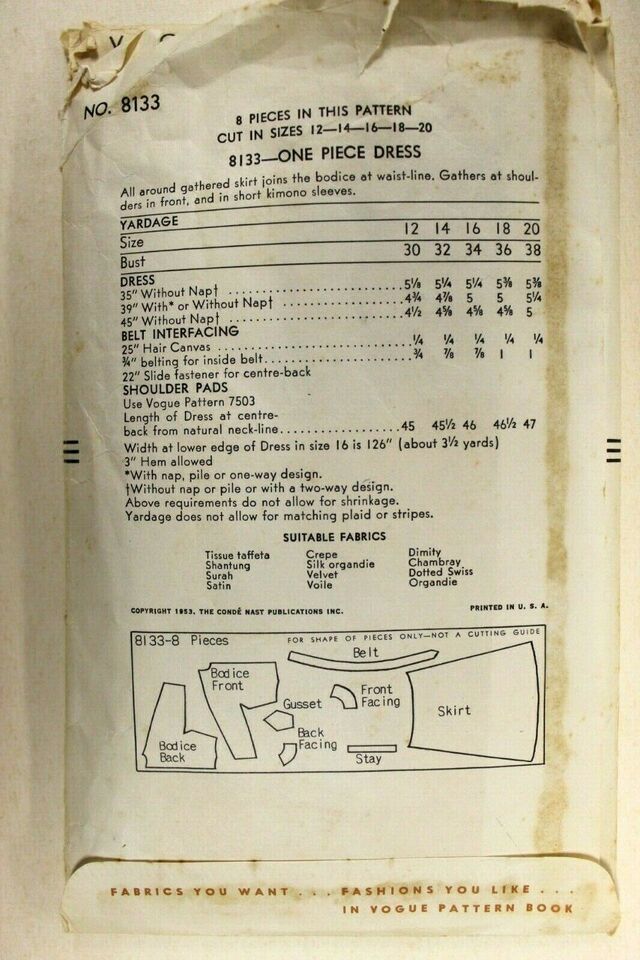 NO. 8133
8 PIECES IN THIS PATTERN
CUT IN SIZES 12—14—16—18—20
8133—ONE PIECE DRESS
All around gathered skirt joins the bodice at waist-line. Gathers at shoul-
ders in front, and in short kimono sleeves.
YARDAGE
Size 12 14 16 18 20
Bust 30 32 34 36 38
DRESS
35" Without Nap† 5⅛ 5¼ 5¼ 5⅜ 5⅜
39" With* or Without Nap† 4¾ 4⅞ 5 5 5¼
45" Without Nap† 4½ 4⅝ 4⅝ 4⅝ 5
BELT INTERFACING
25" Hair Canvas ¼ ¼ ¼ ¼ ¼
¾" belting for inside belt ¾ ⅞ ⅞ 1 1
22" Slide fastener for centre-back
SHOULDER PADS
Use Vogue Pattern 7503
Length of Dress at centre-
back from natural neck-line 45 45½ 46 46½ 47
Width at lower edge of Dress in size 16 is 126" (about 3½ yards)
3" Hem allowed
*With nap, pile or one-way design.
†Without nap or pile or with a two-way design.
Above requirements do not allow for shrinkage.
Yardage does not allow for matching plaid or stripes.
SUITABLE FABRICS
Tissue taffeta Crepe Dimity
Shantung Silk organdie Chambray
Surah Velvet Dotted Swiss
Satin Voile Organdie
COPYRIGHT 1953, THE CONDÉ NAST PUBLICATIONS INC. PRINTED IN U. S. A.
8133-8 Pieces FOR SHAPE OF PIECES ONLY—NOT A CUTTING GUIDE
Belt
Bodice
Front
Front
Facing
Gusset
Skirt
Back
Facing
Bodice
Back
Stay
FABRICS YOU WANT . . . FASHIONS YOU LIKE . . .
IN VOGUE PATTERN BOOK